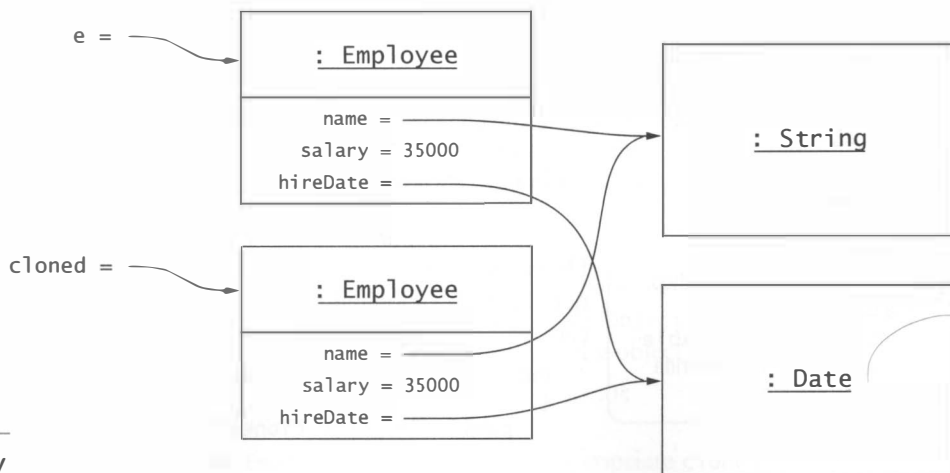 e =
: Employee
name =
salary = 35000
hireDate =
: String
cloned =
: Employee
name =
salary = 35000
hireDate =
: Date